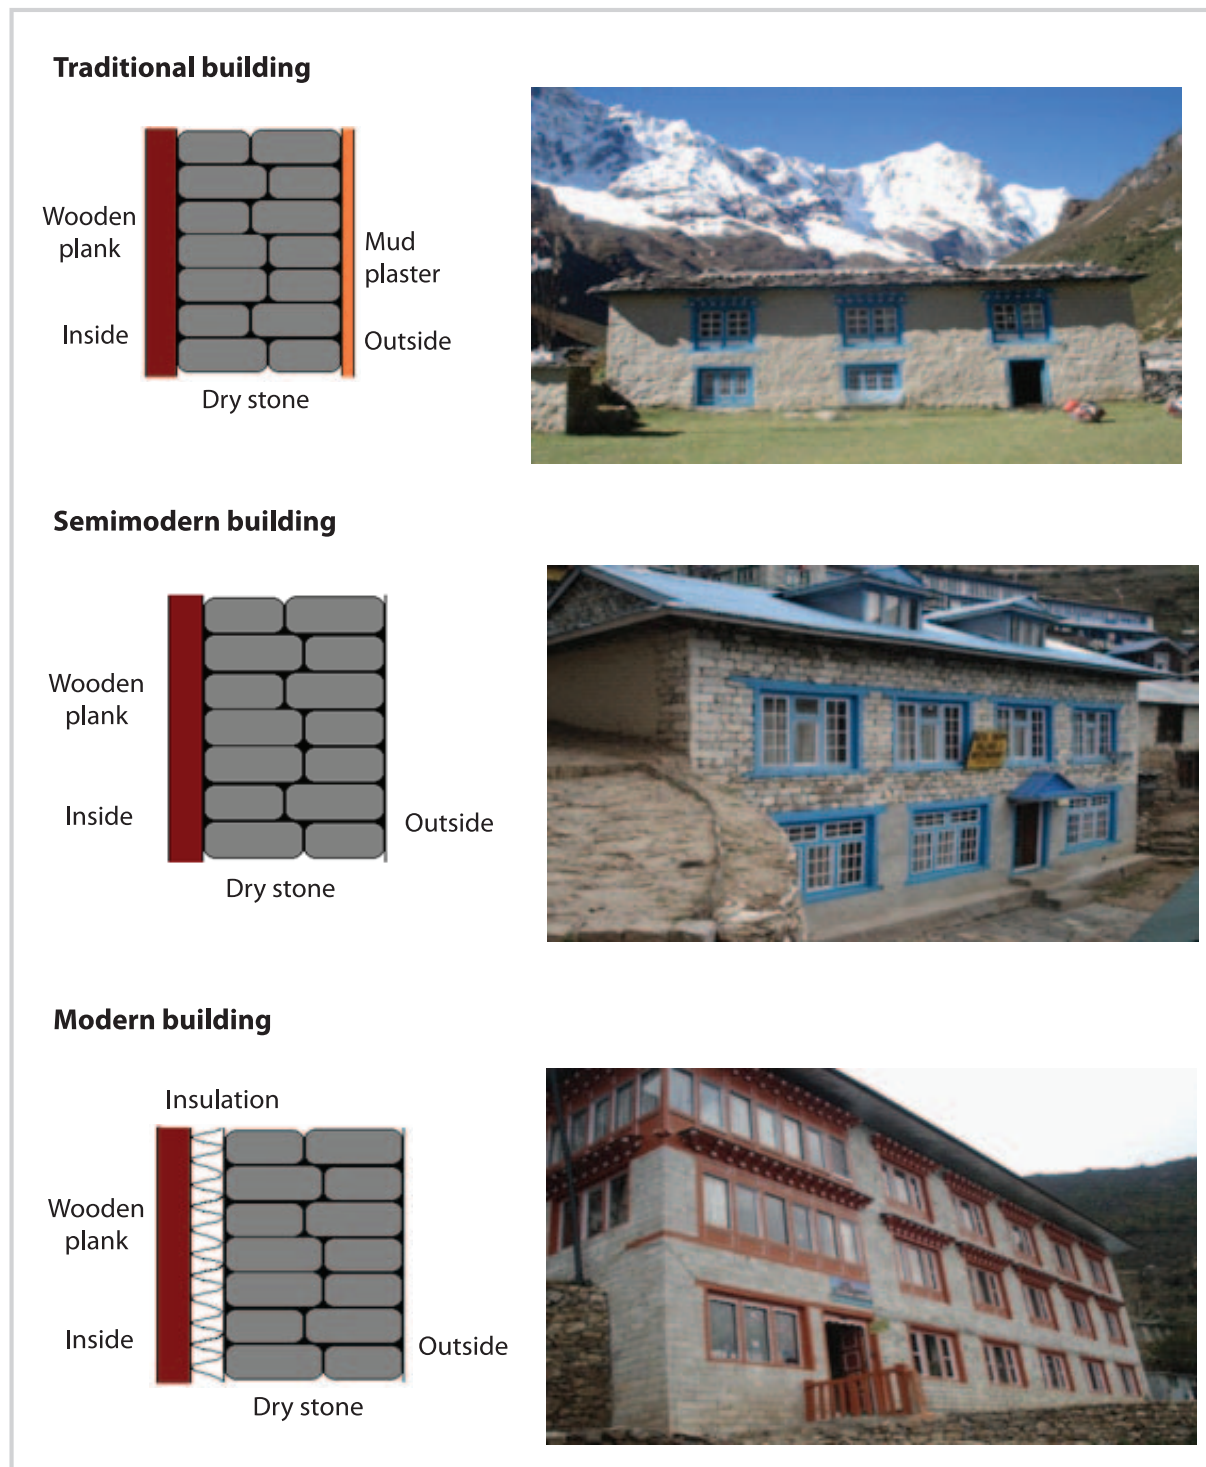 Traditional building
Wooden
plank
Mud
plaster
Inside
Outside
Dry stone
Semimodern building
Wooden
plank
Inside
Outside
Dry stone
Modern building
Insulation
Wooden
plank
Inside
Outside
Dry stone